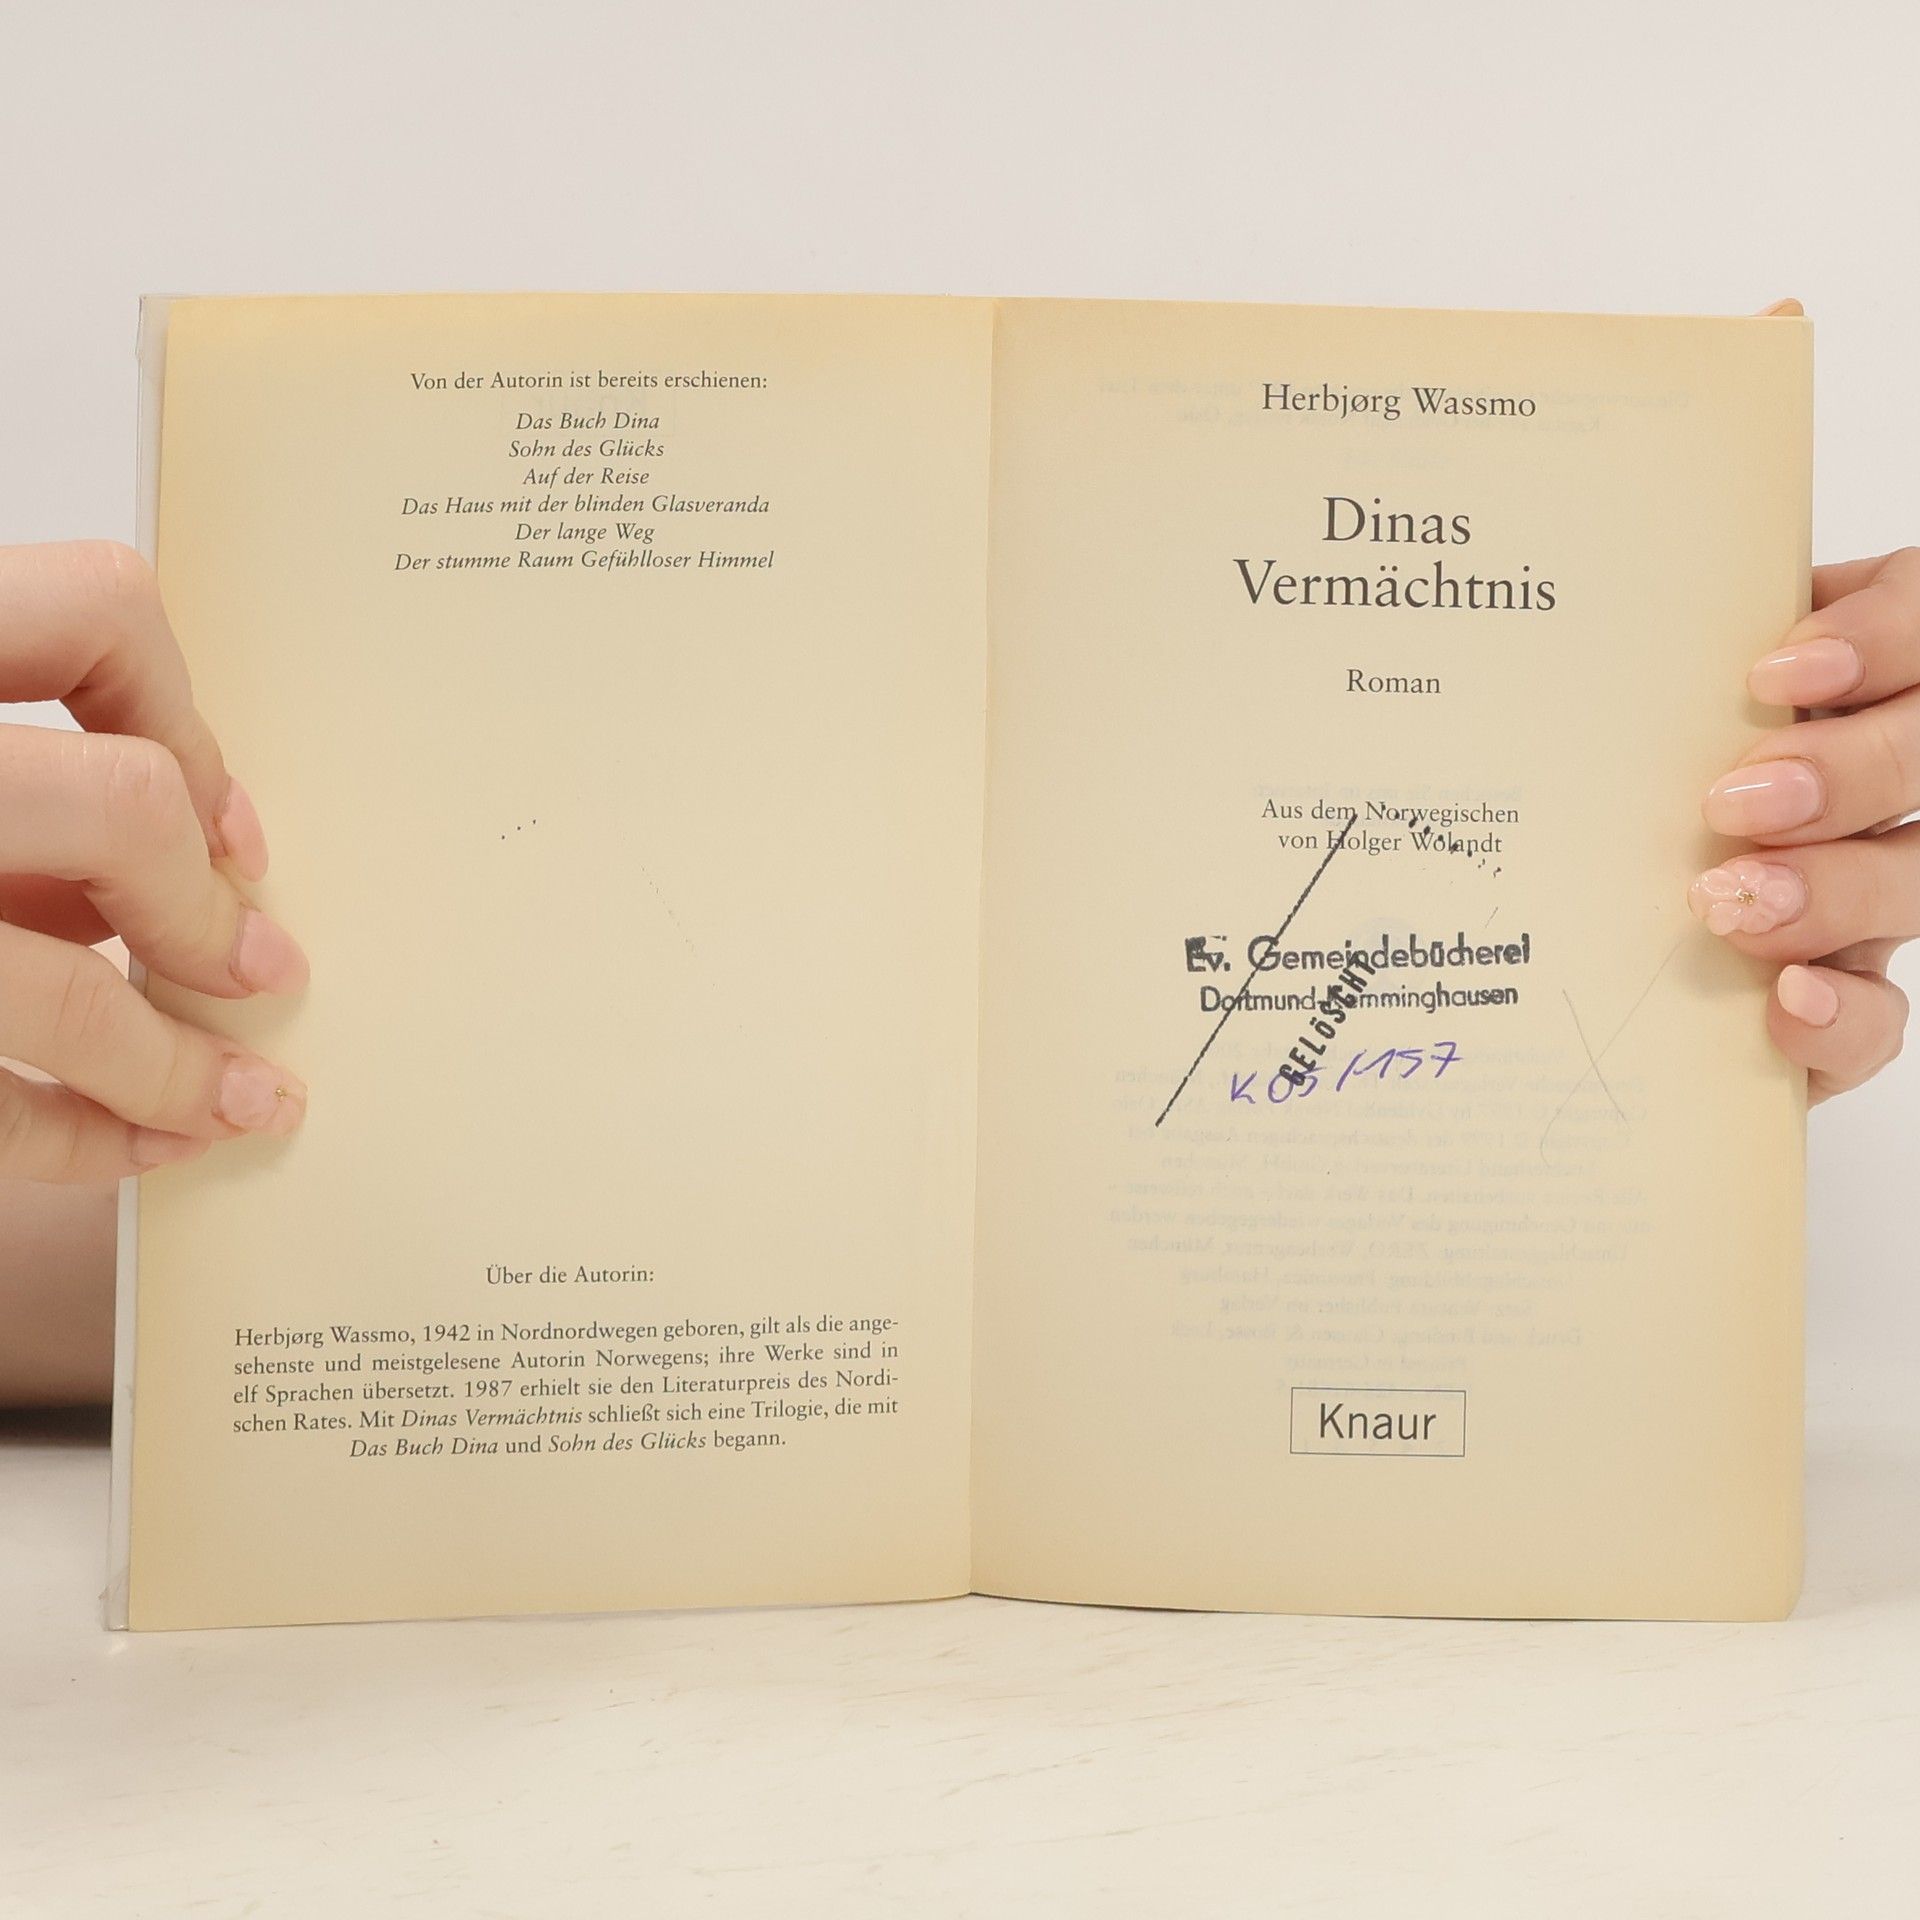 Von der Autorin ist bereits erschienen:
Das Buch Dina
Sohn des Glücks
Auf der Reise
Das Haus mit der blinden Glasveranda
Der lange Weg
Der stumme Raum Gefühlloser Himmel
Über die Autorin:
Herbjørg Wassmo, 1942 in Nordnordwegen geboren, gilt als die ange-
sehenste und meistgelesene Autorin Norwegens; ihre Werke sind in
elf Sprachen übersetzt. 1987 erhielt sie den Literaturpreis des Nordi-
schen Rates. Mit Dinas Vermächtnis schließt sich eine Trilogie, die mit
Das Buch Dina und Sohn des Glücks begann.
Herbjørg Wassmo
Dinas
Vermächtnis
Roman
Aus dem Norwegischen
von Holger Wolandt
Ev. Gemeindebücherei
Dortmund-Kemminghausen
GELÖSCHT
K 05/1157
Knaur